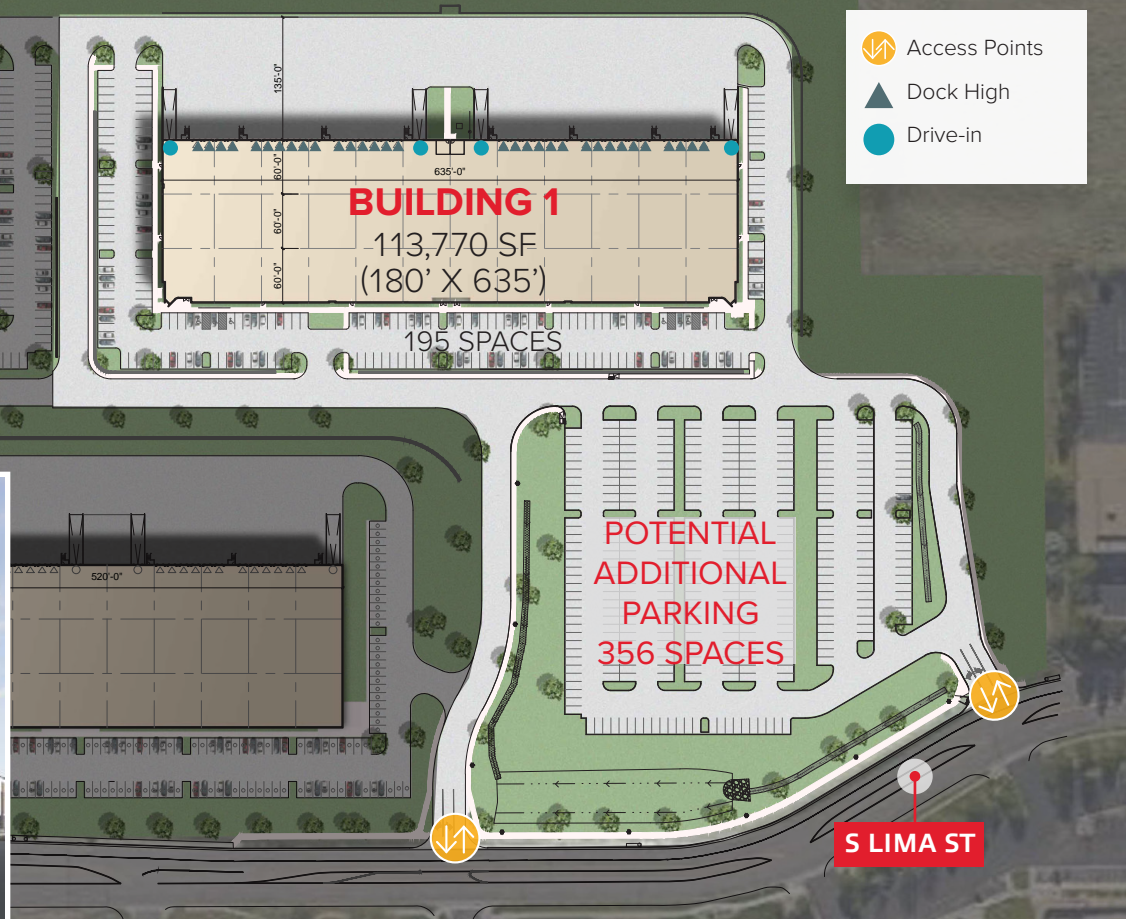 Access Points
Dock High
Drive-in
135'-0"
60'-0"
635'-0"
BUILDING 1
60'-0"
113,770 SF
(180' X 635')
60'-0"
195 SPACES
POTENTIAL
ADDITIONAL
PARKING
356 SPACES
520'-0"
S LIMA ST